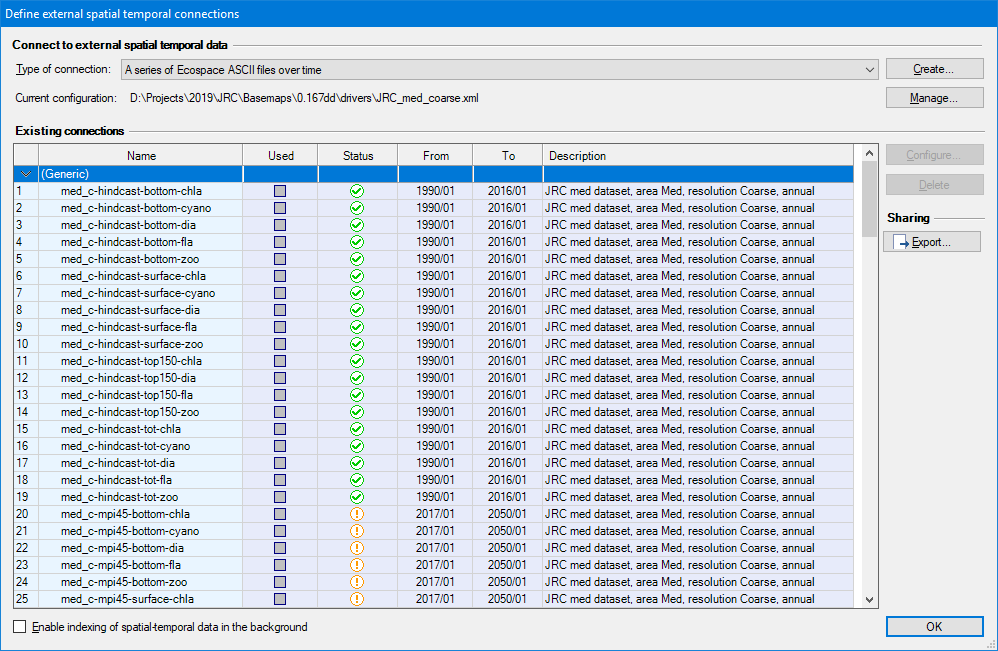 Define external spatial temporal connections
Connect to external spatial temporal data
Type of connection: A series of Ecospace ASCII files over time Create...
Current configuration: D:\Projects\2019\JRC\Basemaps\0.167dd\drivers\JRC_med_coarse.xml Manage...
Existing connections
Name Used Status From To Description Configure...
(Generic) Delete
1 med_c-hindcast-bottom-chla 1990/01 2016/01 JRC med dataset, area Med, resolution Coarse, annual
2 med_c-hindcast-bottom-cyano 1990/01 2016/01 JRC med dataset, area Med, resolution Coarse, annual
Sharing
3 med_c-hindcast-bottom-dia 1990/01 2016/01 JRC med dataset, area Med, resolution Coarse, annual
4 med_c-hindcast-bottom-fla 1990/01 2016/01 JRC med dataset, area Med, resolution Coarse, annual Export...
5 med_c-hindcast-bottom-zoo 1990/01 2016/01 JRC med dataset, area Med, resolution Coarse, annual
6 med_c-hindcast-surface-chla 1990/01 2016/01 JRC med dataset, area Med, resolution Coarse, annual
7 med_c-hindcast-surface-cyano 1990/01 2016/01 JRC med dataset, area Med, resolution Coarse, annual
8 med_c-hindcast-surface-dia 1990/01 2016/01 JRC med dataset, area Med, resolution Coarse, annual
9 med_c-hindcast-surface-fla 1990/01 2016/01 JRC med dataset, area Med, resolution Coarse, annual
10 med_c-hindcast-surface-zoo 1990/01 2016/01 JRC med dataset, area Med, resolution Coarse, annual
11 med_c-hindcast-top150-chla 1990/01 2016/01 JRC med dataset, area Med, resolution Coarse, annual
12 med_c-hindcast-top150-dia 1990/01 2016/01 JRC med dataset, area Med, resolution Coarse, annual
13 med_c-hindcast-top150-fla 1990/01 2016/01 JRC med dataset, area Med, resolution Coarse, annual
14 med_c-hindcast-top150-zoo 1990/01 2016/01 JRC med dataset, area Med, resolution Coarse, annual
15 med_c-hindcast-tot-chla 1990/01 2016/01 JRC med dataset, area Med, resolution Coarse, annual
16 med_c-hindcast-tot-cyano 1990/01 2016/01 JRC med dataset, area Med, resolution Coarse, annual
17 med_c-hindcast-tot-dia 1990/01 2016/01 JRC med dataset, area Med, resolution Coarse, annual
18 med_c-hindcast-tot-fla 1990/01 2016/01 JRC med dataset, area Med, resolution Coarse, annual
19 med_c-hindcast-tot-zoo 1990/01 2016/01 JRC med dataset, area Med, resolution Coarse, annual
20 med_c-mpi45-bottom-chla 2017/01 2050/01 JRC med dataset, area Med, resolution Coarse, annual
21 med_c-mpi45-bottom-cyano 2017/01 2050/01 JRC med dataset, area Med, resolution Coarse, annual
22 med_c-mpi45-bottom-dia 2017/01 2050/01 JRC med dataset, area Med, resolution Coarse, annual
23 med_c-mpi45-bottom-fla 2017/01 2050/01 JRC med dataset, area Med, resolution Coarse, annual
24 med_c-mpi45-bottom-zoo 2017/01 2050/01 JRC med dataset, area Med, resolution Coarse, annual
25 med_c-mpi45-surface-chla 2017/01 2050/01 JRC med dataset, area Med, resolution Coarse, annual
Enable indexing of spatial-temporal data in the background OK